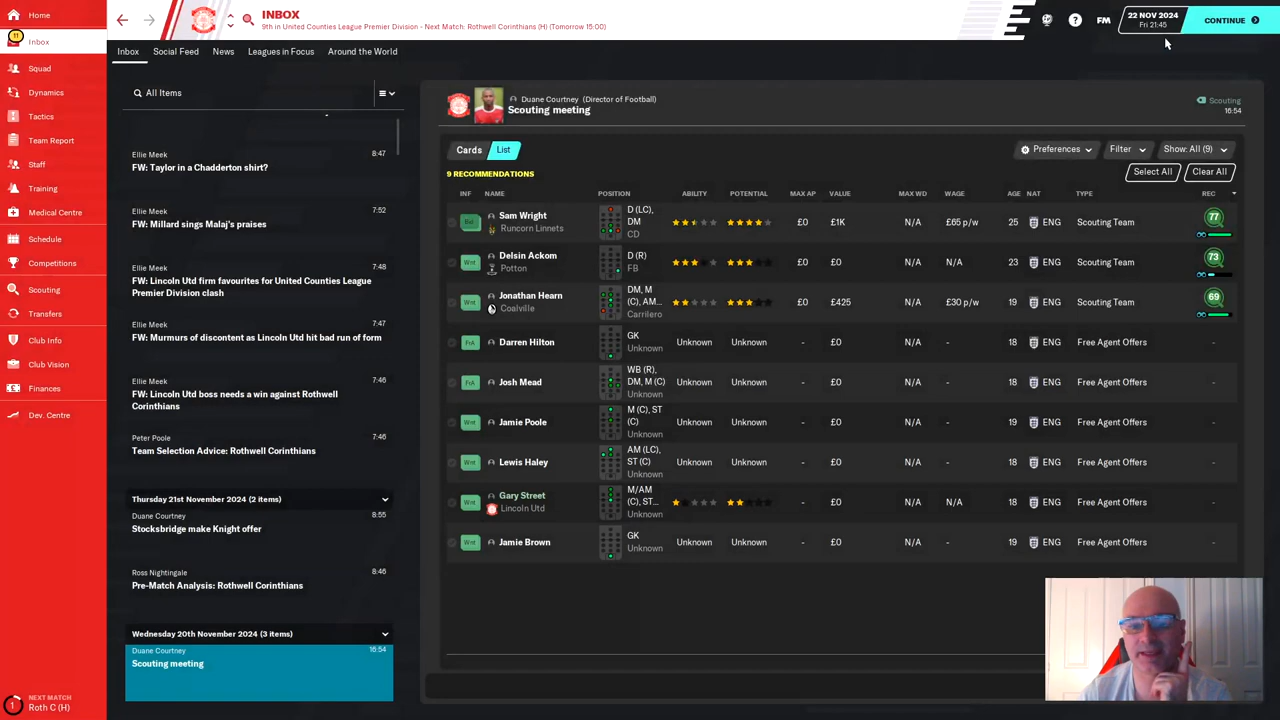 Home
INBOX
9th in United Counties League Premier Division - Next Match: Rothwell Corinthians (H) (Tomorrow 15:00)
FM
22 NOV 2024
Fri 21:45
CONTINUE
11
Inbox
Squad
Dynamics
Tactics
Team Report
Staff
Training
Medical Centre
Schedule
Competitions
Scouting
Transfers
Club Info
Club Vision
Finances
Dev. Centre
1
NEXT MATCH
Roth C (H)
Inbox
Social Feed
News
Leagues in Focus
Around the World
All Items
Ellie Meek
8:47
FW: Taylor in a Chadderton shirt?
Ellie Meek
7:52
FW: Millard sings Malaj's praises
Ellie Meek
7:48
FW: Lincoln Utd firm favourites for United Counties League
Premier Division clash
Ellie Meek
7:47
FW: Murmurs of discontent as Lincoln Utd hit bad run of form
Ellie Meek
7:46
FW: Lincoln Utd boss needs a win against Rothwell
Corinthians
Peter Poole
7:46
Team Selection Advice: Rothwell Corinthians
Thursday 21st November 2024 (2 items)
Duane Courtney
8:55
Stocksbridge make Knight offer
Ross Nightingale
8:46
Pre-Match Analysis: Rothwell Corinthians
Wednesday 20th November 2024 (3 items)
Duane Courtney
16:54
Scouting meeting
Duane Courtney (Director of Football)
Scouting meeting
Scouting
16:54
Cards
List
Preferences
Filter
Show: All (9)
9 RECOMMENDATIONS
Select All
Clear All
INF NAME POSITION ABILITY POTENTIAL MAX AP VALUE MAX WD WAGE AGE NAT TYPE REC
Sam Wright
Runcorn Linnets
D (LC),
DM
CD
£0 £1K N/A £65 p/w 25 ENG Scouting Team 77
Wnt Delsin Ackom
Potton
D (R)
FB
£0 £0 N/A - 23 ENG Scouting Team 73
Wnt Jonathan Hearn
Coalville
DM, M
(C), AM...
Carrilero
£0 £425 N/A £30 p/w 19 ENG Scouting Team 69
FrA Darren Hilton
GK
Unknown
Unknown Unknown - £0 N/A - 18 ENG Free Agent Offers -
FrA Josh Mead
WB (R),
DM, M (C)
Unknown
Unknown Unknown - £0 N/A - 18 ENG Free Agent Offers -
Wnt Jamie Poole
M (C), ST
(C)
Unknown
Unknown Unknown - £0 N/A - 19 ENG Free Agent Offers -
Wnt Lewis Haley
AM (LC),
ST (C)
Unknown
Unknown Unknown - £0 N/A - 18 ENG Free Agent Offers -
Wnt Gary Street
Lincoln Utd
M/AM
(C), ST...
Unknown
- £0 N/A N/A 18 ENG Free Agent Offers -
Wnt Jamie Brown
GK
Unknown
Unknown Unknown - £0 N/A - 19 ENG Free Agent Offers -